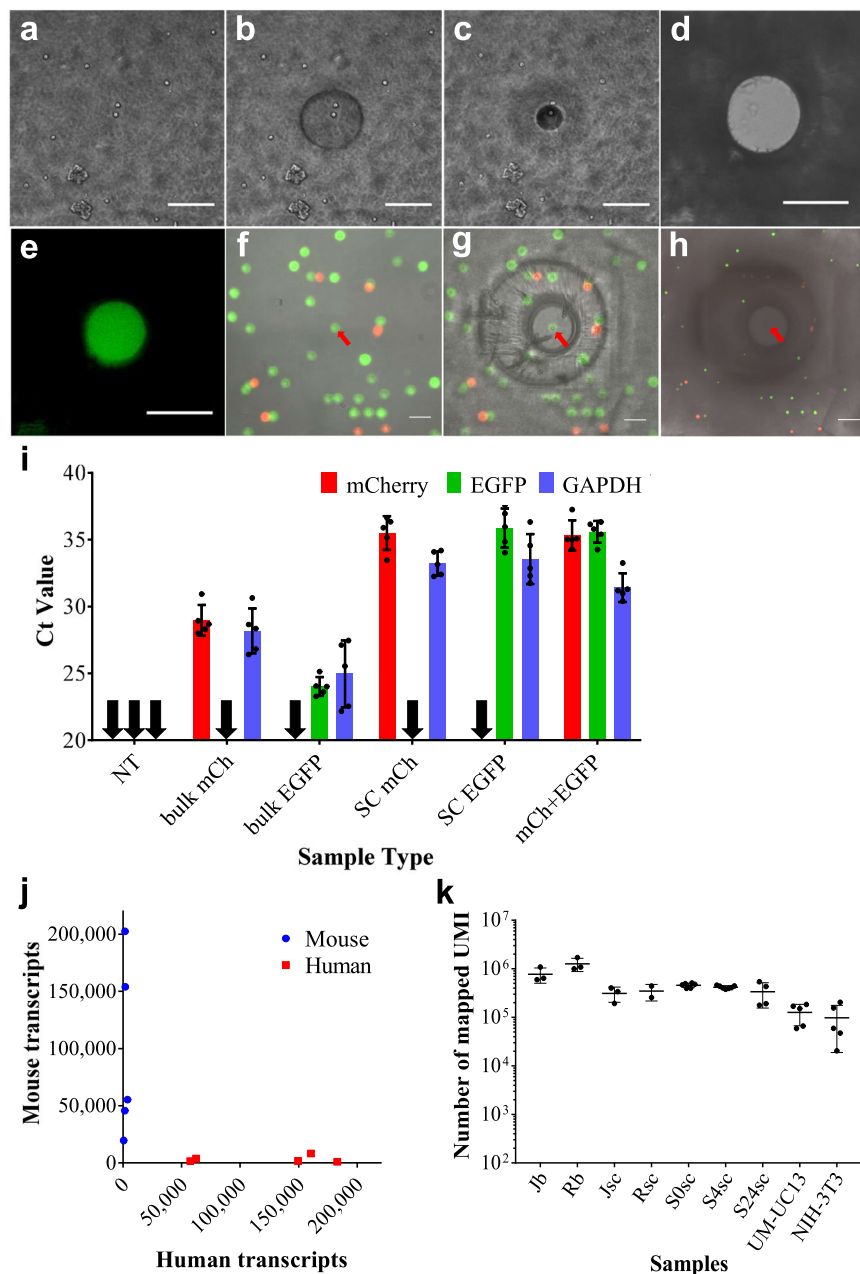 a b c d
e f g h
i
mCherry EGFP GAPDH
40
35
30
25
20
Ct Value
NT
bulk mCh
bulk EGFP
SC mCh
SC EGFP
mCh+EGFP
Sample Type
j
Mouse
Human
200,000
150,000
100,000
50,000
0
Mouse transcripts
0
50,000
100,000
150,000
200,000
Human transcripts
k
10⁷
10⁶
10⁵
10⁴
10³
10²
Number of mapped UMI
Jb
Rb
Jsc
Rsc
S0sc
S4sc
S24sc
UM-UC13
NIH-3T3
Samples